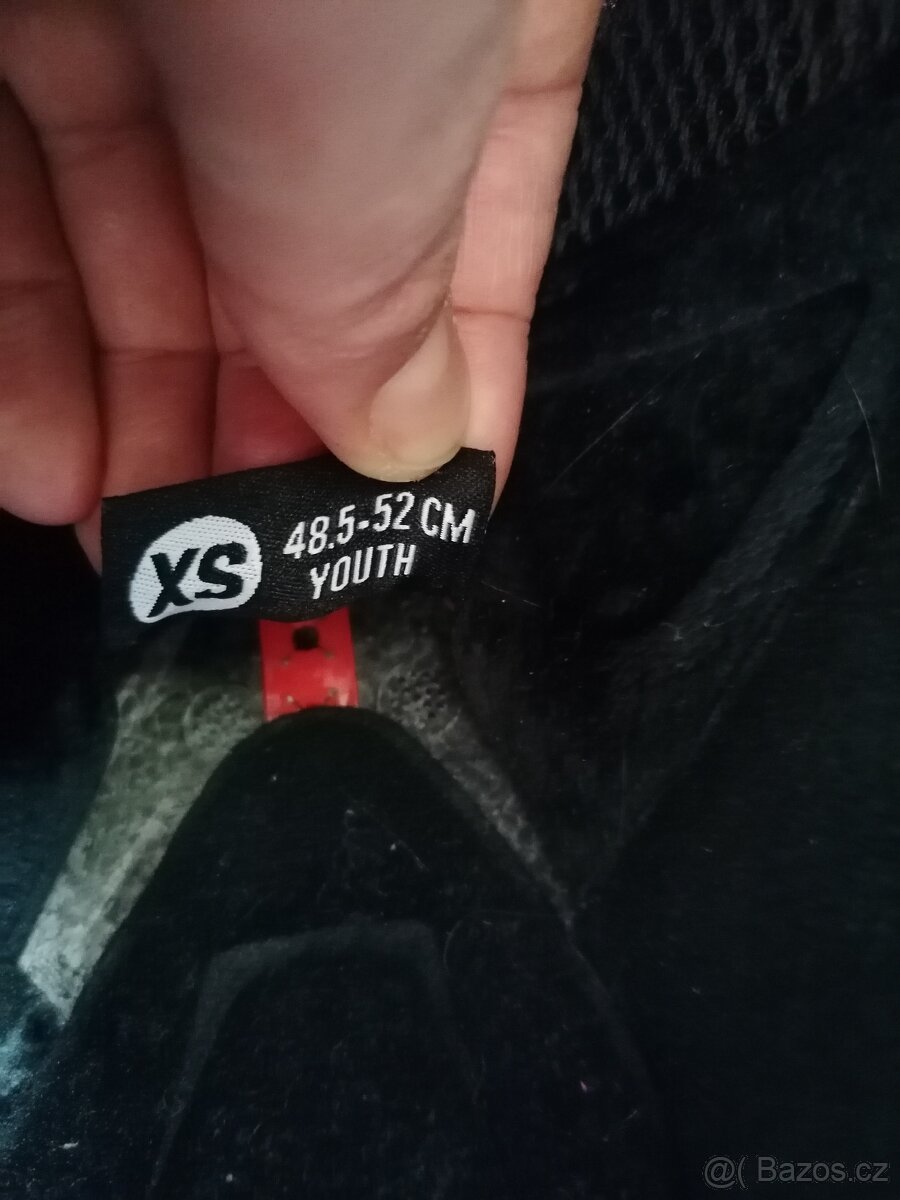 XS
48.5-52 CM
YOUTH
@( Bazos.cz